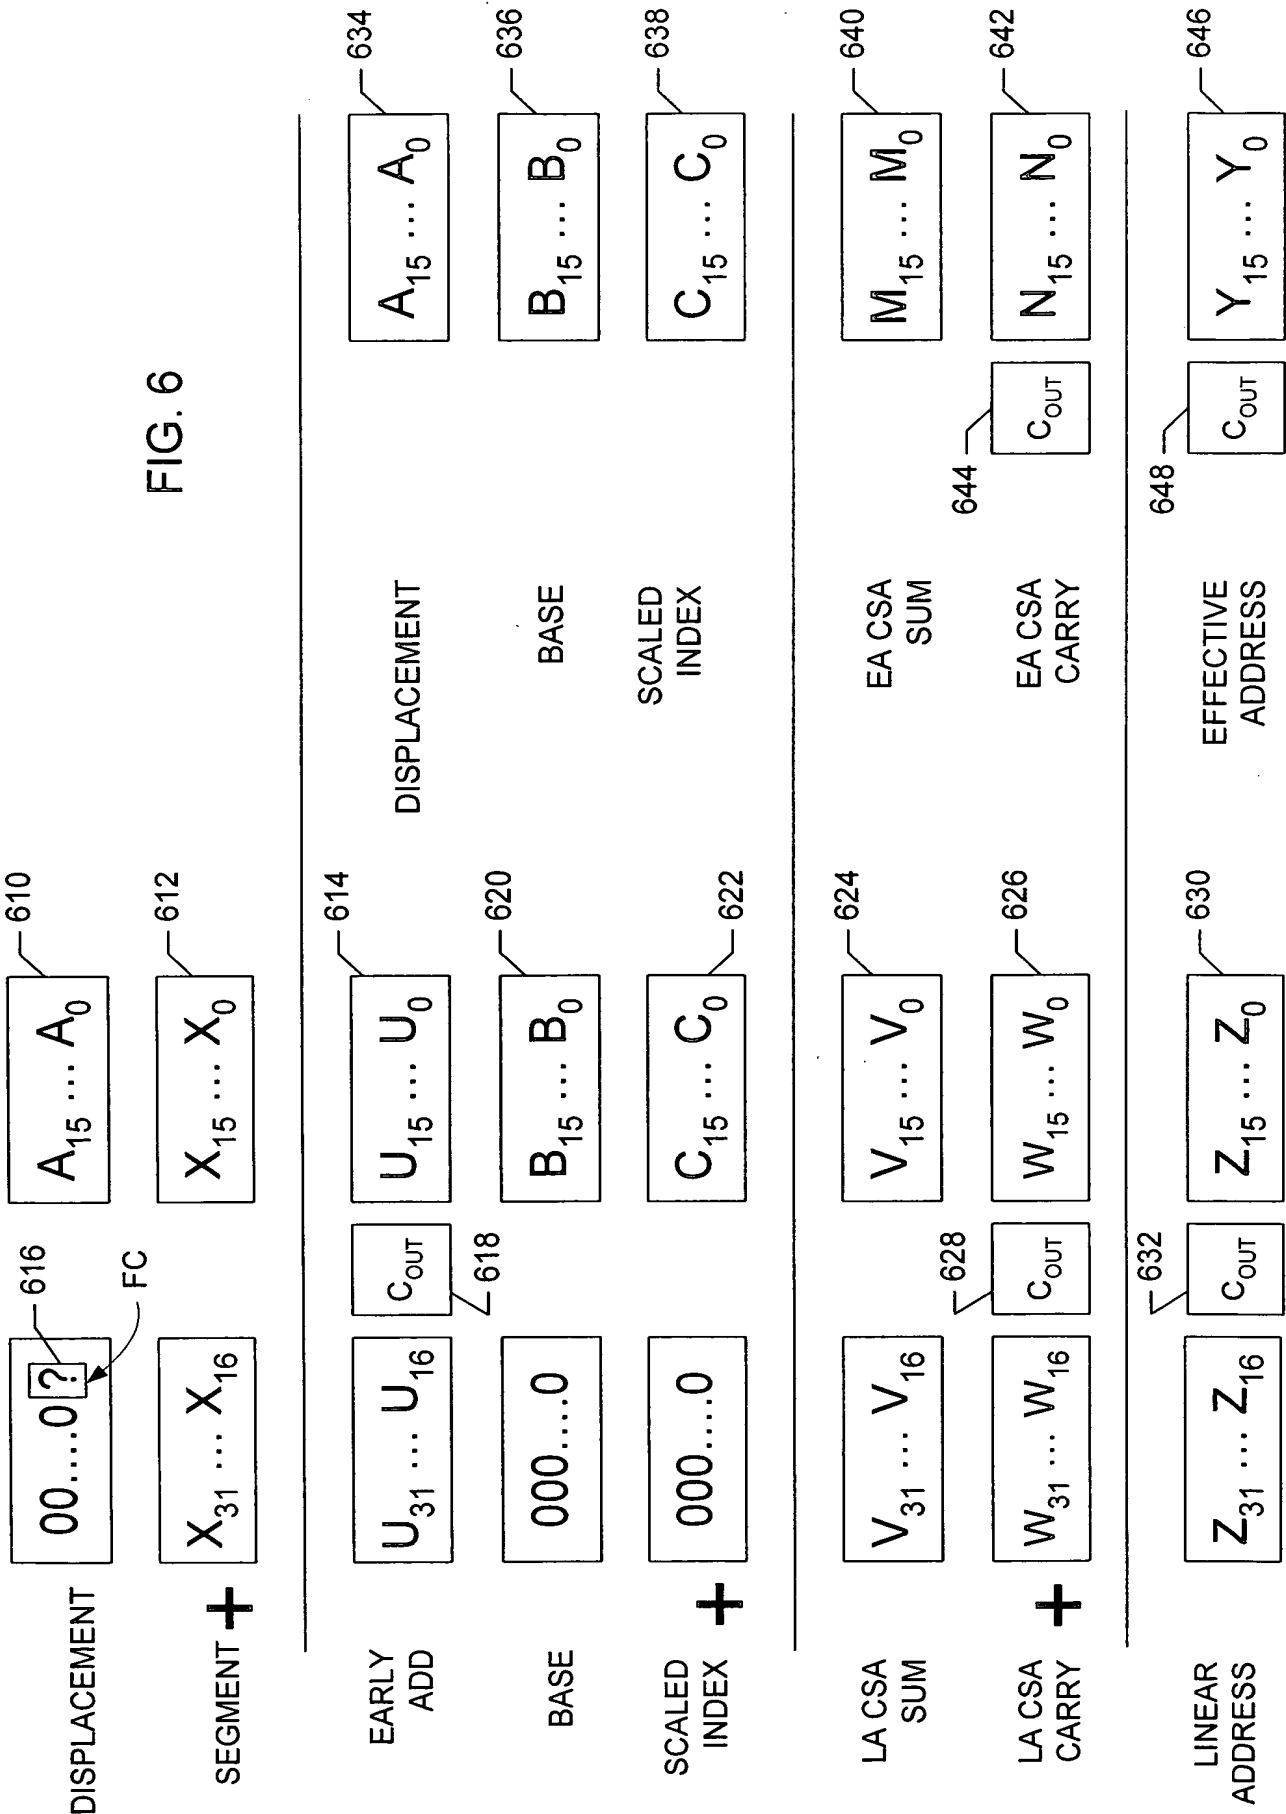 FIG. 6
DISPLACEMENT
00....0 ?
616
FC
A15 ... A0
610
SEGMENT +
X31 ... X16
X15 ... X0
612
EARLY
ADD
U31 ... U16
COUT
618
U15 ... U0
614
DISPLACEMENT
A15 ... A0
634
BASE
000....0
B15 ... B0
620
BASE
B15 ... B0
636
SCALED
INDEX +
000....0
C15 ... C0
622
SCALED
INDEX
C15 ... C0
638
LA CSA
SUM
V31 ... V16
V15 ... V0
624
EA CSA
SUM
M15 ... M0
640
LA CSA
CARRY +
W31 ... W16
628
COUT
W15 ... W0
626
EA CSA
CARRY
644
COUT
N15 ... N0
642
LINEAR
ADDRESS
Z31 ... Z16
632
COUT
Z15 ... Z0
630
EFFECTIVE
ADDRESS
648
COUT
Y15 ... Y0
646